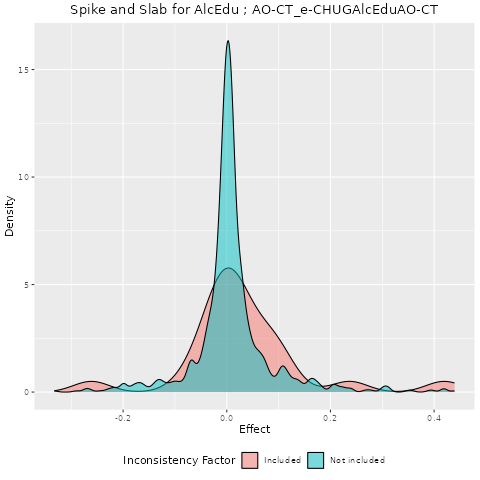 Spike and Slab for AlcEdu ; AO-CT_e-CHUGAlcEduAO-CT
Density
15
10
5
0
-0.2 0.0 0.2 0.4
Effect
Inconsistency Factor Included Not included